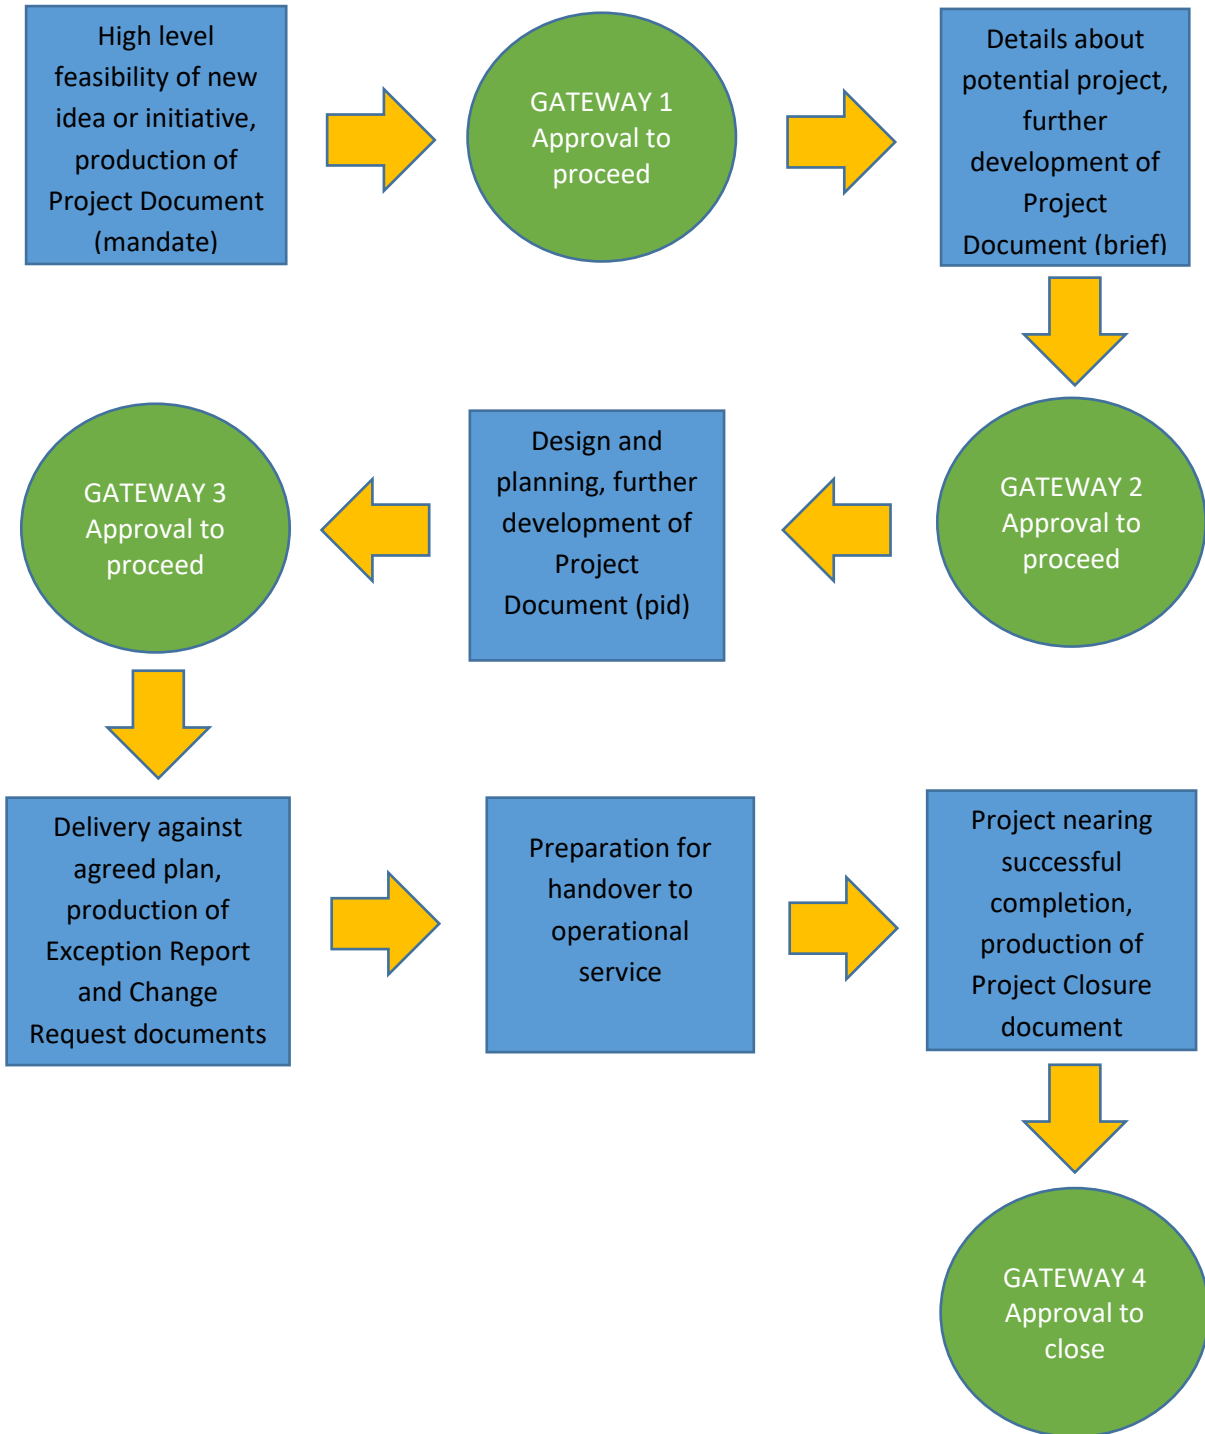 High level
feasibility of new
idea or initiative,
production of
Project Document
(mandate)
GATEWAY 1
Approval to
proceed
Details about
potential project,
further
development of
Project
Document (brief)
GATEWAY 2
Approval to
proceed
Design and
planning, further
development of
Project
Document (pid)
GATEWAY 3
Approval to
proceed
Delivery against
agreed plan,
production of
Exception Report
and Change
Request documents
Preparation for
handover to
operational
service
Project nearing
successful
completion,
production of
Project Closure
document
GATEWAY 4
Approval to
close